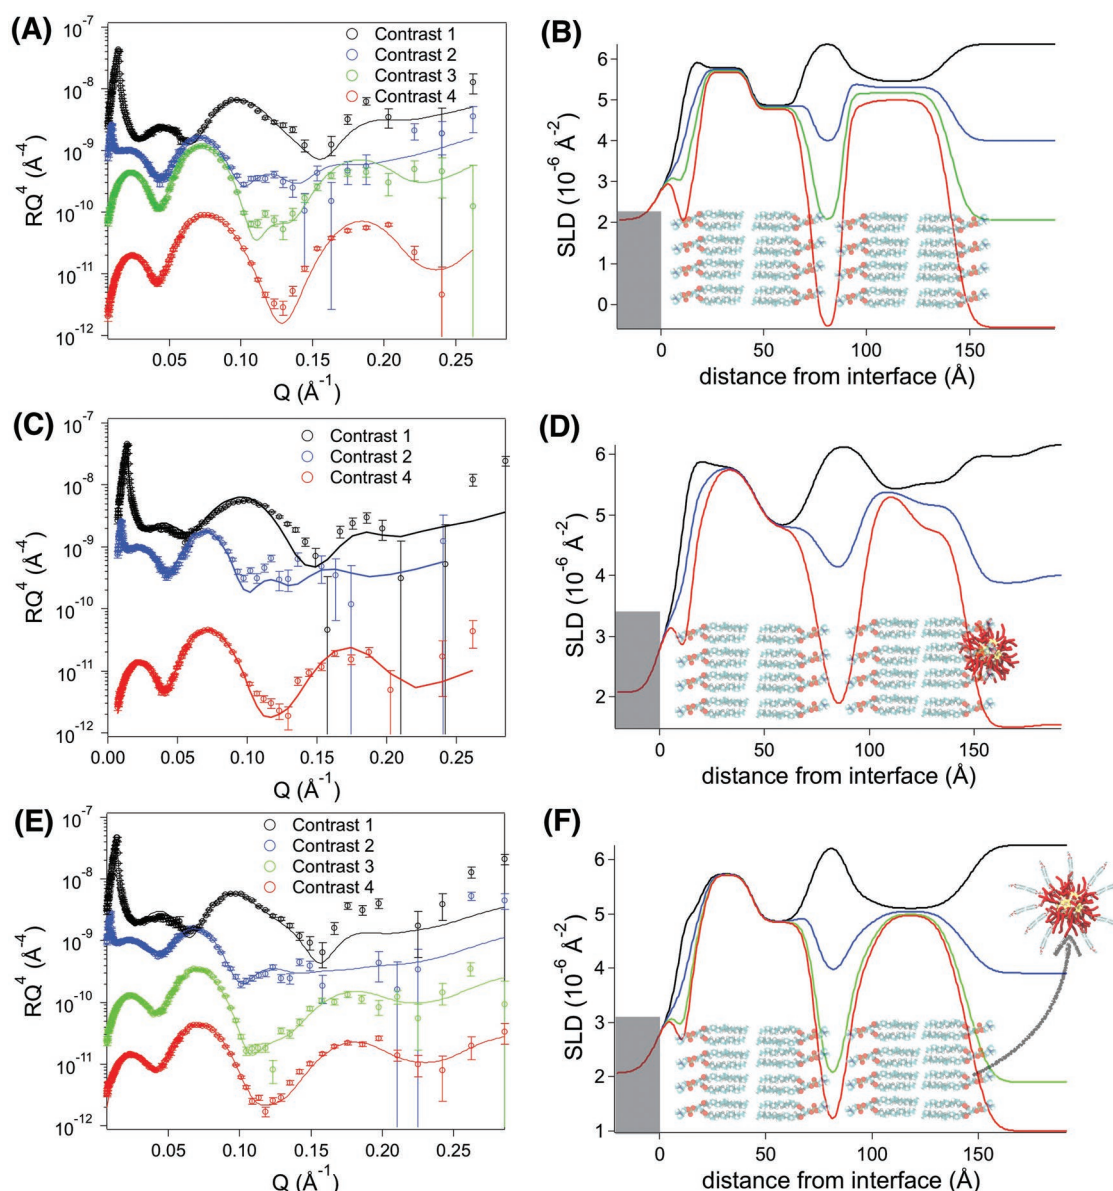 (A)
Contrast 1
Contrast 2
Contrast 3
Contrast 4
RQ⁴ (Å⁻⁴)
10⁻⁷
10⁻⁸
10⁻⁹
10⁻¹⁰
10⁻¹¹
10⁻¹²
0.05 0.10 0.15 0.20 0.25
Q (Å⁻¹)
(B)
SLD (10⁻⁶ Å⁻²)
6
5
4
3
2
1
0
0 50 100 150
distance from interface (Å)
(C)
Contrast 1
Contrast 2
Contrast 4
RQ⁴ (Å⁻⁴)
10⁻⁷
10⁻⁸
10⁻⁹
10⁻¹⁰
10⁻¹¹
10⁻¹²
0.00 0.05 0.10 0.15 0.20 0.25
Q (Å⁻¹)
(D)
SLD (10⁻⁶ Å⁻²)
6
5
4
3
2
0 50 100 150
distance from interface (Å)
(E)
Contrast 1
Contrast 2
Contrast 3
Contrast 4
RQ⁴ (Å⁻⁴)
10⁻⁷
10⁻⁸
10⁻⁹
10⁻¹⁰
10⁻¹¹
10⁻¹²
0.05 0.10 0.15 0.20 0.25
Q (Å⁻¹)
(F)
SLD (10⁻⁶ Å⁻²)
6
5
4
3
2
1
0 50 100 150
distance from interface (Å)